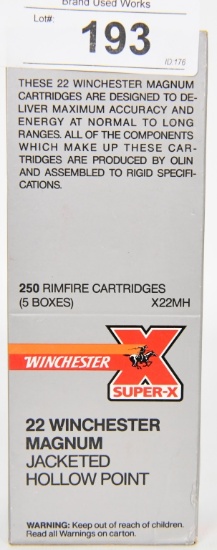 Brand Used Works
Lot#:
193
ID:176
THESE 22 WINCHESTER MAGNUM
CARTRIDGES ARE DESIGNED TO DE-
LIVER MAXIMUM ACCURACY AND
ENERGY AT NORMAL TO LONG
RANGES. ALL OF THE COMPONENTS
WHICH MAKE UP THESE CAR-
TRIDGES ARE PRODUCED BY OLIN
AND ASSEMBLED TO RIGID SPECIFI-
CATIONS.
250 RIMFIRE CARTRIDGES
(5 BOXES) X22MH
WINCHESTER
X
SUPER-X
22 WINCHESTER
MAGNUM
JACKETED
HOLLOW POINT
WARNING: Keep out of reach of children.
Read all Warnings on carton.